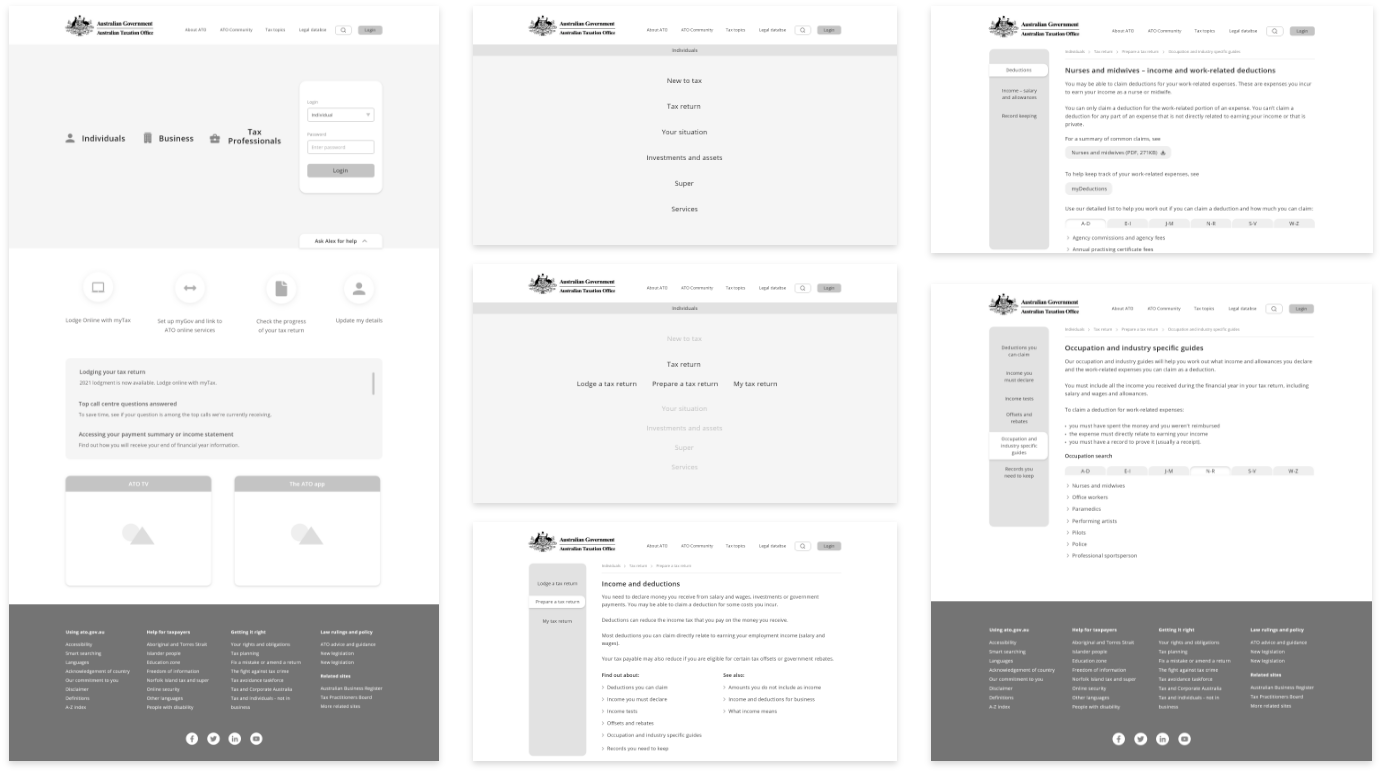 Australian Government
Australian Taxation Office
About ATO
ATO Community
Tax topics
Legal databse
Login
Individuals
Business
Tax
Professionals
Login
Individual
Password
Enter password
Login
Ask Alex for help
Lodge Online with myTax
Set up myGov and link to
ATO online services
Check the progress
of your tax return
Update my details
Lodging your tax return
2021 lodgment is now available. Lodge online with myTax.
Top call centre questions answered
To save time, see if your question is among the top calls we're currently receiving.
Accessing your payment summary or income statement
Find out how you will receive your end of financial year information.
ATO TV
The ATO app
Using ato.gov.au
Accessibility
Smart searching
Languages
Acknowledgement of country
Our commitment to you
Disclaimer
Definitions
A-Z Index
Help for taxpayers
Aboriginal and Torres Strait
Islander people
Education zone
Freedom of information
Norfolk Island tax and super
Online security
Other languages
People with disability
Getting it right
Your rights and obligations
Tax planning
Fix a mistake or amend a return
The fight against tax crime
Tax avoidance taskforce
Tax and Corporate Australia
Tax and individuals - not in
business
Law rulings and policy
ATO advice and guidance
New legislation
New legislation
Related sites
Australian Business Register
Tax Practitioners Board
More related sites
Australian Government
Australian Taxation Office
About ATO
ATO Community
Tax topics
Legal databse
Login
Individuals
New to tax
Tax return
Your situation
Investments and assets
Super
Services
Australian Government
Australian Taxation Office
About ATO
ATO Community
Tax topics
Legal databse
Login
Individuals
New to tax
Tax return
Lodge a tax return
Prepare a tax return
My tax return
Your situation
Investments and assets
Super
Services
Australian Government
Australian Taxation Office
About ATO
ATO Community
Tax topics
Legal databse
Login
Individuals > Tax return > Prepare a tax return
Lodge a tax return
Prepare a tax return
My tax return
Income and deductions
You need to declare money you receive from salary and wages, investments or government
payments. You may be able to claim a deduction for some costs you incur.
Deductions can reduce the income tax that you pay on the money you receive.
Most deductions you can claim directly relate to earning your employment income (salary and
wages).
Your tax payable may also reduce if you are eligible for certain tax offsets or government rebates.
Find out about:
Deductions you can claim
Income you must declare
Income tests
Offsets and rebates
Occupation and industry specific guides
Records you need to keep
See also:
Amounts you do not include as income
Income and deductions for business
What income means
Australian Government
Australian Taxation Office
About ATO
ATO Community
Tax topics
Legal databse
Login
Individuals > Tax return > Prepare a tax return > Occupation and industry specific guides
Deductions
Income – salary
and allowances
Record keeping
Nurses and midwives – income and work-related deductions
You may be able to claim deductions for your work-related expenses. These are expenses you incur
to earn your income as a nurse or midwife.
You can only claim a deduction for the work-related portion of an expense. You can't claim a
deduction for any part of an expense that is not directly related to earning your income or that is
private.
For a summary of common claims, see
Nurses and midwives (PDF, 271KB)
To help keep track of your work-related expenses, see
myDeductions
Use our detailed list to help you work out if you can claim a deduction and how much you can claim:
A-D
E-I
J-M
N-R
S-V
W-Z
Agency commissions and agency fees
Annual practising certificate fees
Australian Government
Australian Taxation Office
About ATO
ATO Community
Tax topics
Legal databse
Login
Individuals > Tax return > Prepare a tax return > Occupation and industry specific guides
Deductions you
can claim
Income you
must declare
Income tests
Offsets and
rebates
Occupation and
industry specific
guides
Records you
need to keep
Occupation and industry specific guides
Our occupation and industry guides will help you work out what income and allowances you declare
and the work-related expenses you can claim as a deduction.
You must include all the income you received during the financial year in your tax return, including
salary and wages and allowances.
To claim a deduction for work-related expenses:
• you must have spent the money and you weren't reimbursed
• the expense must directly relate to earning your income
• you must have a record to prove it (usually a receipt).
Occupation search
A-D
E-I
J-M
N-R
S-V
W-Z
Nurses and midwives
Office workers
Paramedics
Performing artists
Pilots
Police
Professional sportsperson
Using ato.gov.au
Accessibility
Smart searching
Languages
Acknowledgement of country
Our commitment to you
Disclaimer
Definitions
A-Z Index
Help for taxpayers
Aboriginal and Torres Strait
Islander people
Education zone
Freedom of information
Norfolk Island tax and super
Online security
Other languages
People with disability
Getting it right
Your rights and obligations
Tax planning
Fix a mistake or amend a return
The fight against tax crime
Tax avoidance taskforce
Tax and Corporate Australia
Tax and individuals - not in
business
Law rulings and policy
ATO advice and guidance
New legislation
New legislation
Related sites
Australian Business Register
Tax Practitioners Board
More related sites